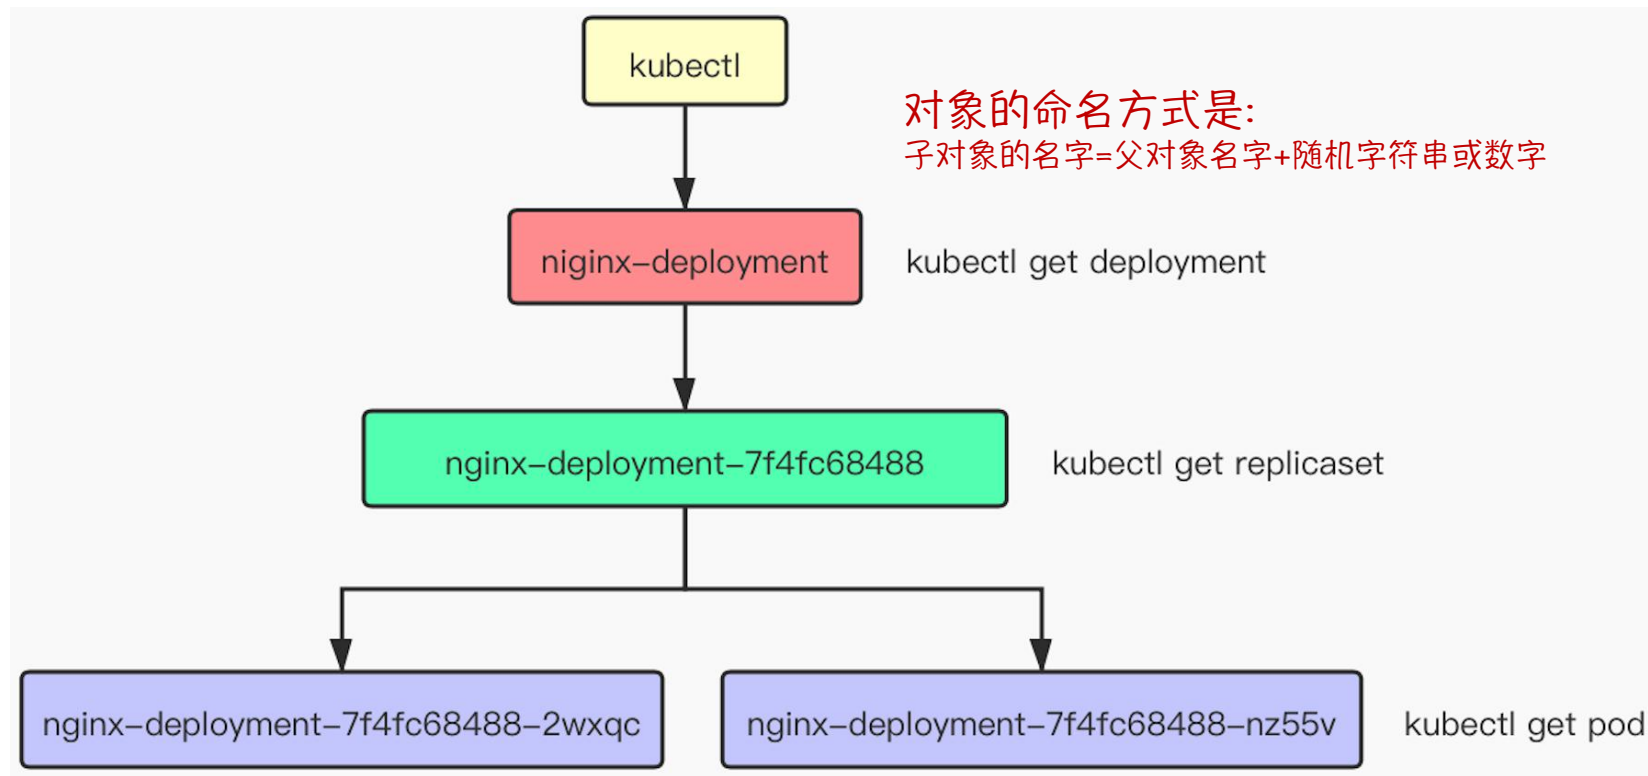 kubectl
对象的命名方式是:
子对象的名字=父对象名字+随机字符串或数字
niginx-deployment
kubectl get deployment
nginx-deployment-7f4fc68488
kubectl get replicaset
nginx-deployment-7f4fc68488-2wxqc
nginx-deployment-7f4fc68488-nz55v
kubectl get pod